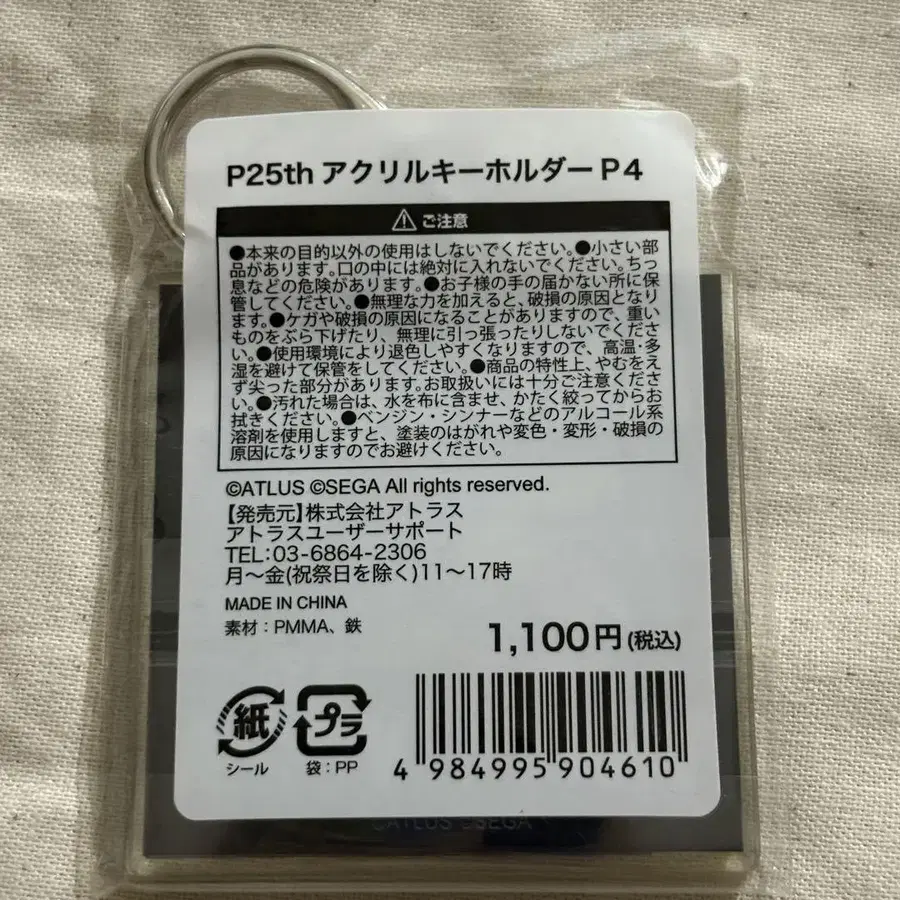 P25th アクリルキーホルダー P4
⚠ご注意
●本来の目的以外の使用はしないでください。●小さい部
品があります。口の中には絶対に入れないでください。ちっ
息などの危険があります。●お子様の手の届かない所に保
管してください。●無理な力を加えると、破損の原因となり
ます。●ケガや破損の原因になることがありますので、重い
ものをぶら下げたり、無理に引っ張ったりしないでくださ
い。●使用環境により退色しやすくなりますので、高温・多
湿を避けて保管をしてください。●商品の特性上、やむをえ
ず尖った部分があります。お取扱いには十分ご注意くださ
い。●汚れた場合は、水を布に含ませ、かたく絞ってからお
拭きください。●ベンジン・シンナーなどのアルコール系
溶剤を使用しますと、塗装のはがれや変色・変形・破損の
原因になりますのでお避けください。
©ATLUS ©SEGA All rights reserved.
【発売元】株式会社アトラス
アトラスユーザーサポート
TEL:03-6864-2306
月〜金(祝祭日を除く)11〜17時
MADE IN CHINA
素材:PMMA、鉄
1,100円(税込)
紙 プラ
シール 袋:PP
4 984995 904610
©ATLUS ©SEGA